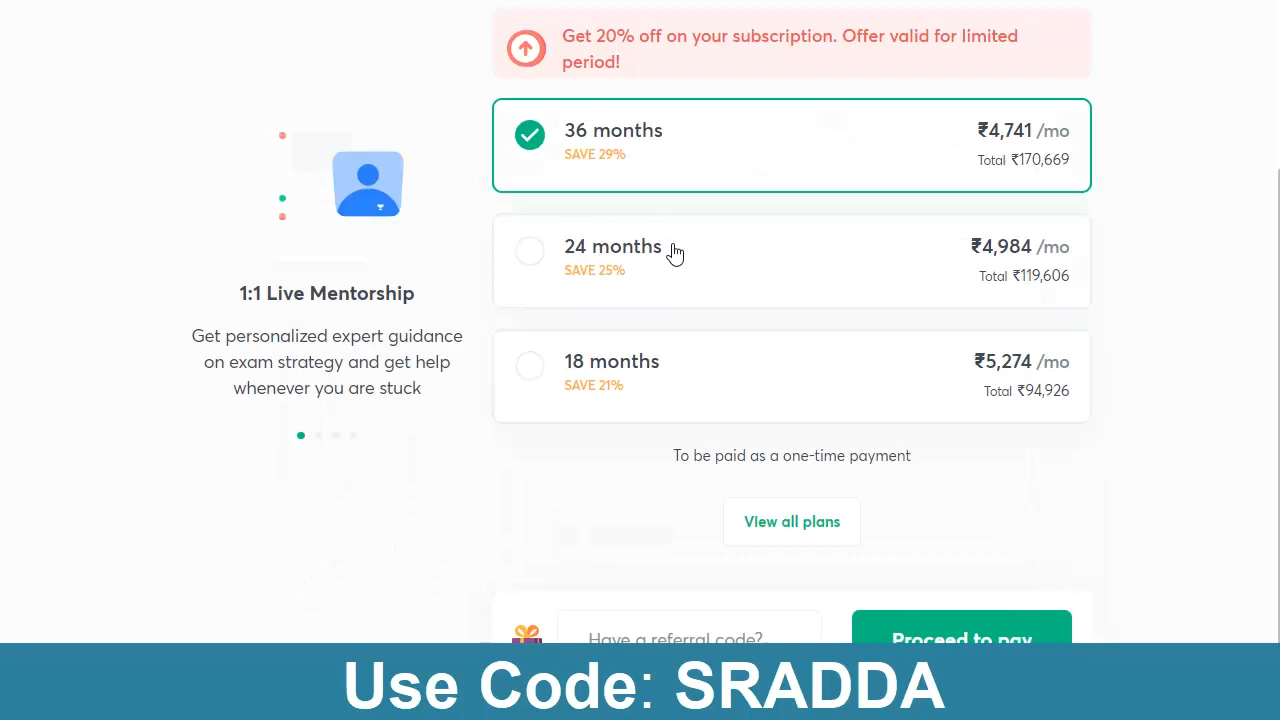 Get 20% off on your subscription. Offer valid for limited
period!
36 months
SAVE 29%
₹4,741 /mo
Total ₹170,669
24 months
SAVE 25%
₹4,984 /mo
Total ₹119,606
18 months
SAVE 21%
₹5,274 /mo
Total ₹94,926
1:1 Live Mentorship
Get personalized expert guidance
on exam strategy and get help
whenever you are stuck
To be paid as a one-time payment
View all plans
Have a referral code?
Proceed to pay
Use Code: SRADDA